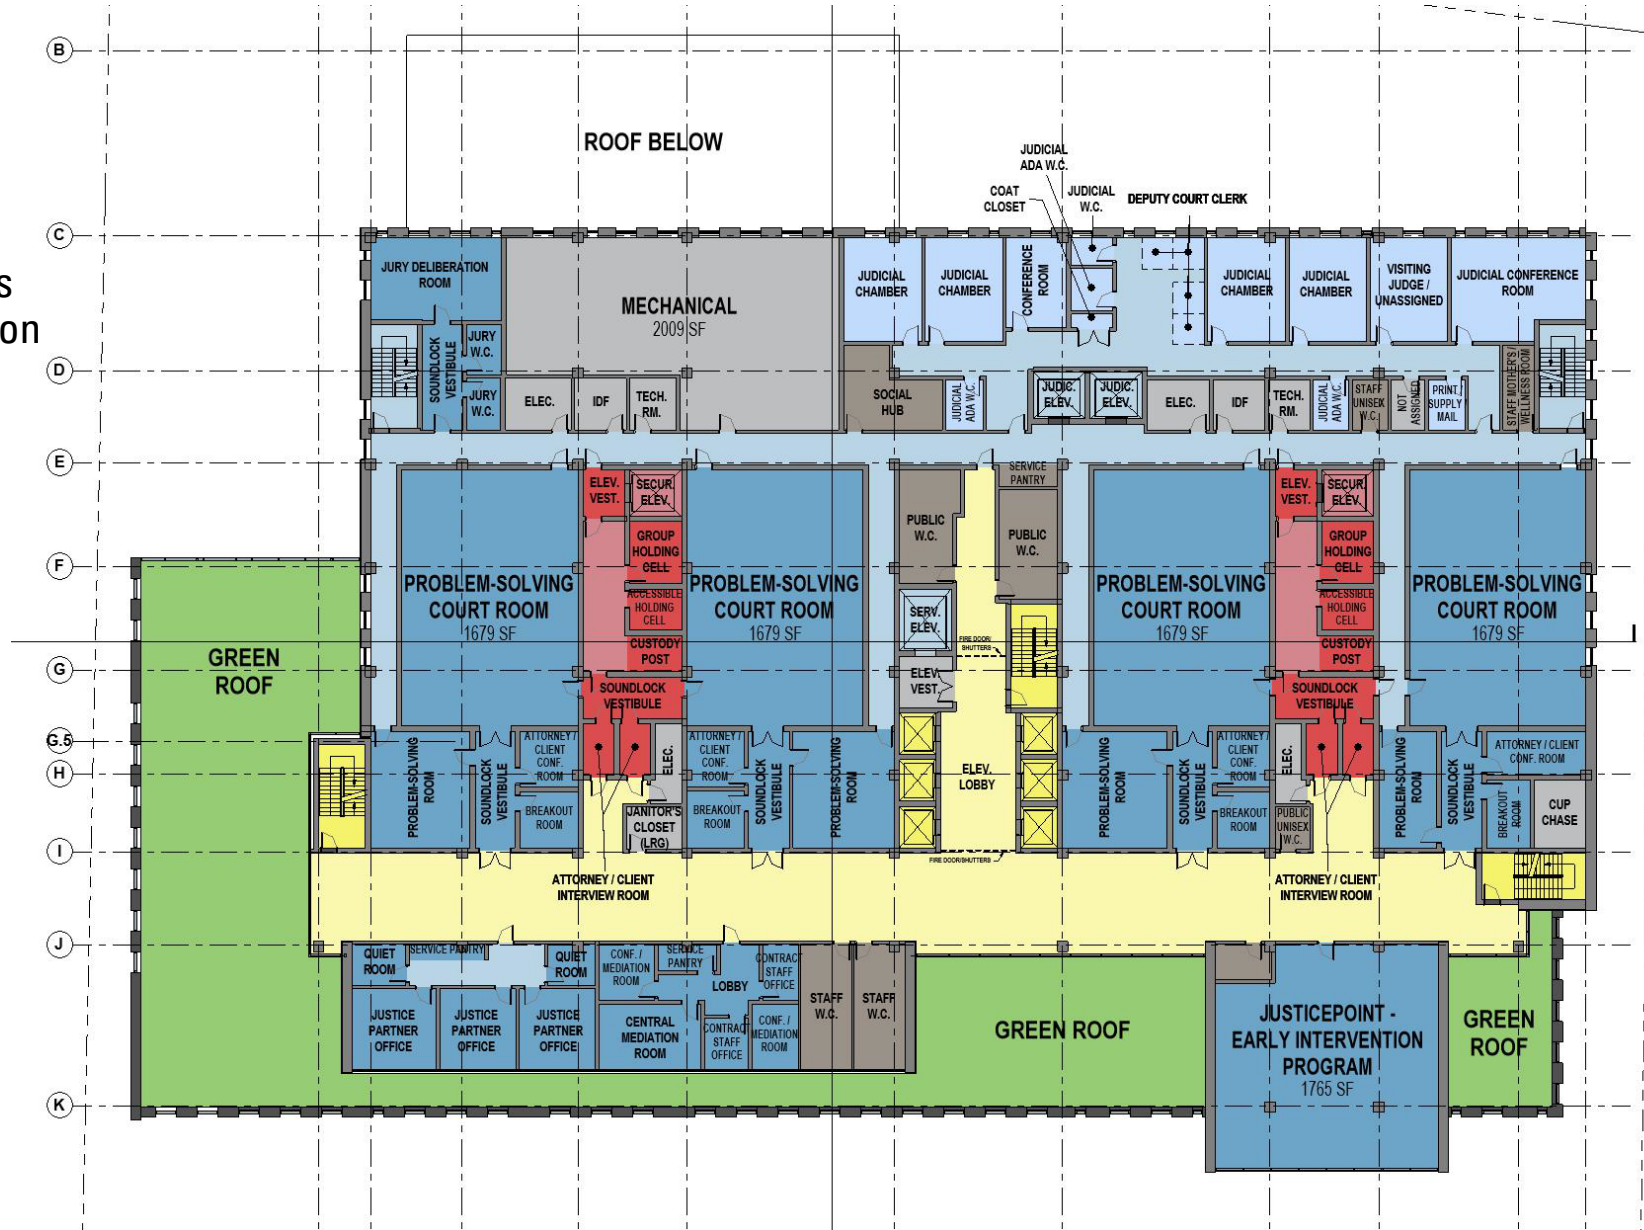 B
ROOF BELOW
JUDICIAL
ADA W.C.
COAT
CLOSET
JUDICIAL
W.C.
DEPUTY COURT CLERK
C
s
on
JURY DELIBERATION
ROOM
MECHANICAL
2009 SF
JUDICIAL
CHAMBER
JUDICIAL
CHAMBER
CONFERENCE
ROOM
JUDICIAL
CHAMBER
JUDICIAL
CHAMBER
VISITING
JUDGE /
UNASSIGNED
JUDICIAL CONFERENCE
ROOM
SOUNDLOCK
VESTIBULE
JURY
W.C.
D
JURY
W.C.
ELEC.
IDF
TECH.
RM.
SOCIAL
HUB
JUDICIAL
ADA W.C.
JUDIC.
ELEV.
JUDIC.
ELEV.
ELEC.
IDF
TECH.
RM.
JUDICIAL
ADA W.C.
STAFF
UNISEX
W.C.
NOT
ASSIGNED
PRINT /
SUPPLY /
MAIL
STAFF MOTHER'S /
WELLNESS ROOM
E
ELEV.
VEST.
SECUR.
ELEV.
SERVICE
PANTRY
ELEV.
VEST.
SECUR.
ELEV.
PUBLIC
W.C.
PUBLIC
W.C.
GROUP
HOLDING
CELL
GROUP
HOLDING
CELL
F
PROBLEM-SOLVING
COURT ROOM
1679 SF
PROBLEM-SOLVING
COURT ROOM
1679 SF
PROBLEM-SOLVING
COURT ROOM
1679 SF
PROBLEM-SOLVING
COURT ROOM
1679 SF
ACCESSIBLE
HOLDING
CELL
ACCESSIBLE
HOLDING
CELL
SERV.
ELEV.
FIRE DOOR/
SHUTTERS
CUSTODY
POST
CUSTODY
POST
GREEN
ROOF
G
ELEV.
VEST.
SOUNDLOCK
VESTIBULE
SOUNDLOCK
VESTIBULE
G.5
H
PROBLEM-SOLVING
ROOM
SOUNDLOCK
VESTIBULE
ATTORNEY /
CLIENT
CONF.
ROOM
ELEC.
ATTORNEY /
CLIENT
CONF.
ROOM
SOUNDLOCK
VESTIBULE
PROBLEM-SOLVING
ROOM
ELEV.
LOBBY
PROBLEM-SOLVING
ROOM
SOUNDLOCK
VESTIBULE
ATTORNEY /
CLIENT
CONF.
ROOM
ELEC.
PROBLEM-SOLVING
ROOM
SOUNDLOCK
VESTIBULE
ATTORNEY / CLIENT
CONF. ROOM
BREAKOUT
ROOM
JANITOR'S
CLOSET
(LRG)
BREAKOUT
ROOM
BREAKOUT
ROOM
PUBLIC
UNISEX
W.C.
BREAKOUT
ROOM
CUP
CHASE
I
FIRE DOOR/SHUTTERS
ATTORNEY / CLIENT
INTERVIEW ROOM
ATTORNEY / CLIENT
INTERVIEW ROOM
J
QUIET
ROOM
SERVICE PANTRY
QUIET
ROOM
CONF. /
MEDIATION
ROOM
SERVICE
PANTRY
LOBBY
CONTRACT
STAFF
OFFICE
STAFF
W.C.
STAFF
W.C.
JUSTICE
PARTNER
OFFICE
JUSTICE
PARTNER
OFFICE
JUSTICE
PARTNER
OFFICE
CENTRAL
MEDIATION
ROOM
CONTRACT
STAFF
OFFICE
CONF. /
MEDIATION
ROOM
GREEN ROOF
JUSTICEPOINT -
EARLY INTERVENTION
PROGRAM
1765 SF
GREEN
ROOF
K